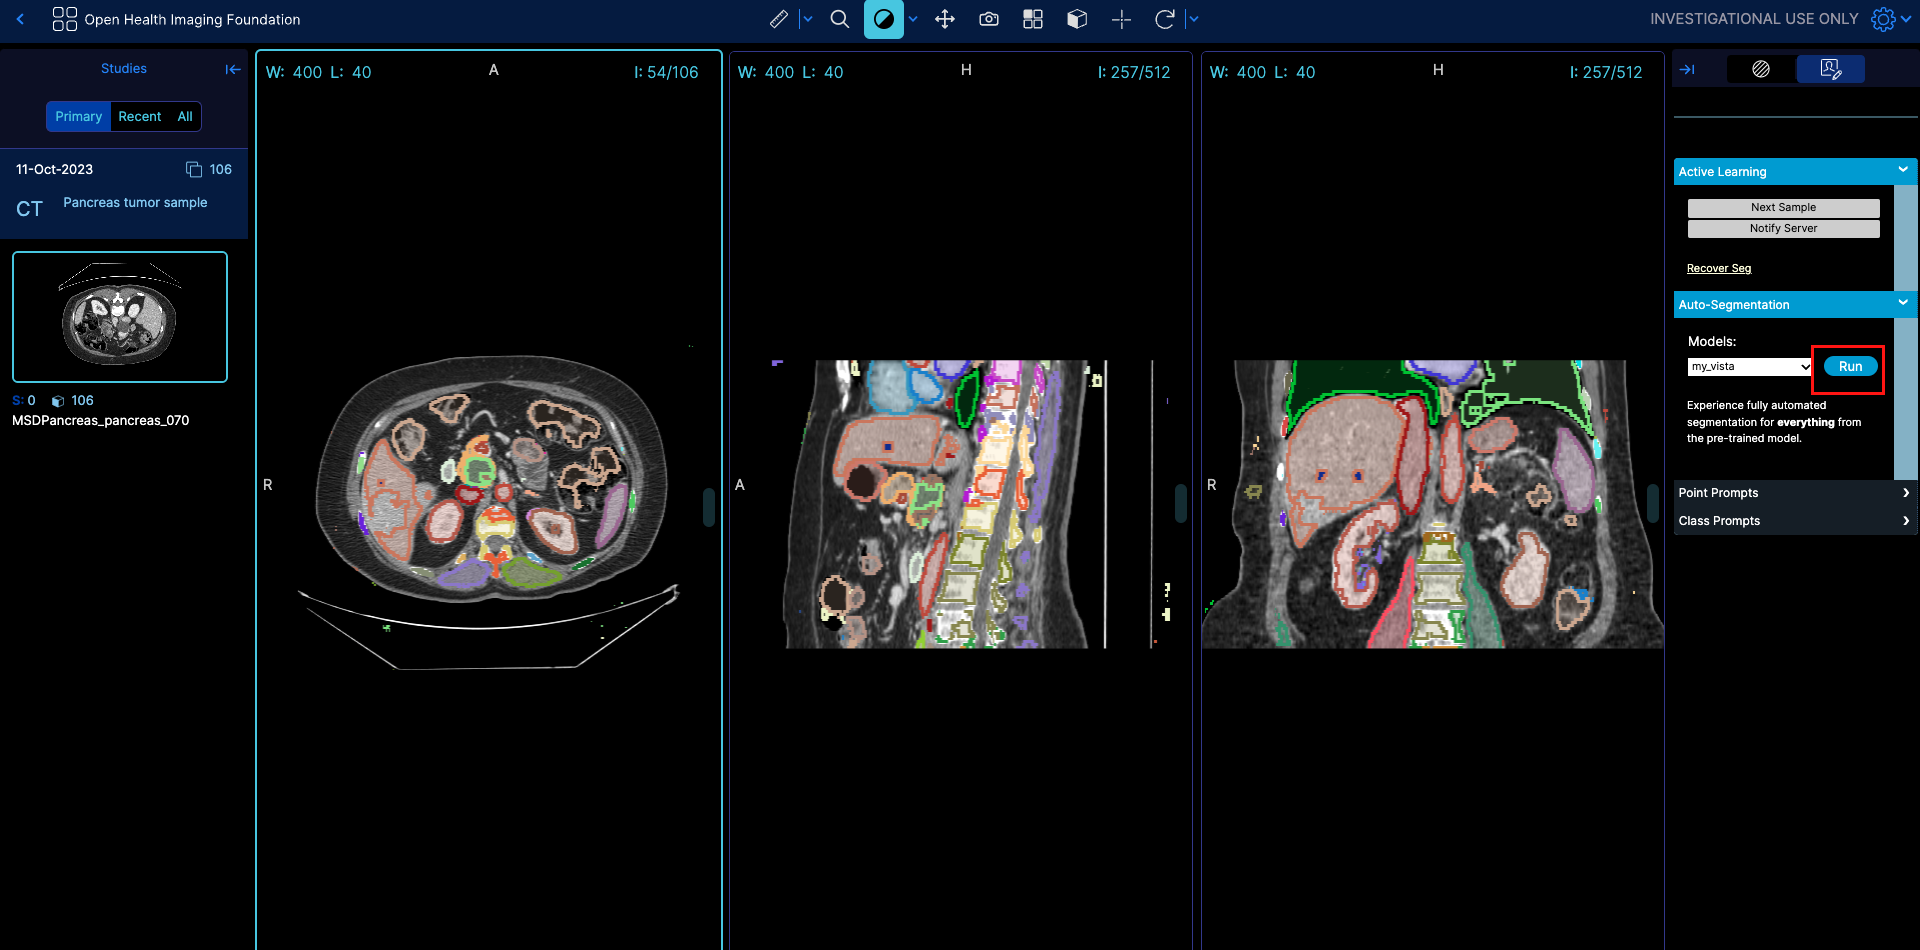 Open Health Imaging Foundation
INVESTIGATIONAL USE ONLY
Studies
Primary Recent All
11-Oct-2023 106
CT Pancreas tumor sample
S: 0 106
MSDPancreas_pancreas_070
W: 400 L: 40 A I: 54/106
R
W: 400 L: 40 H I: 257/512
A
W: 400 L: 40 H I: 257/512
R
Active Learning
Next Sample
Notify Server
Recover Seg
Auto-Segmentation
Models:
my_vista Run
Experience fully automated
segmentation for everything from
the pre-trained model.
Point Prompts
Class Prompts